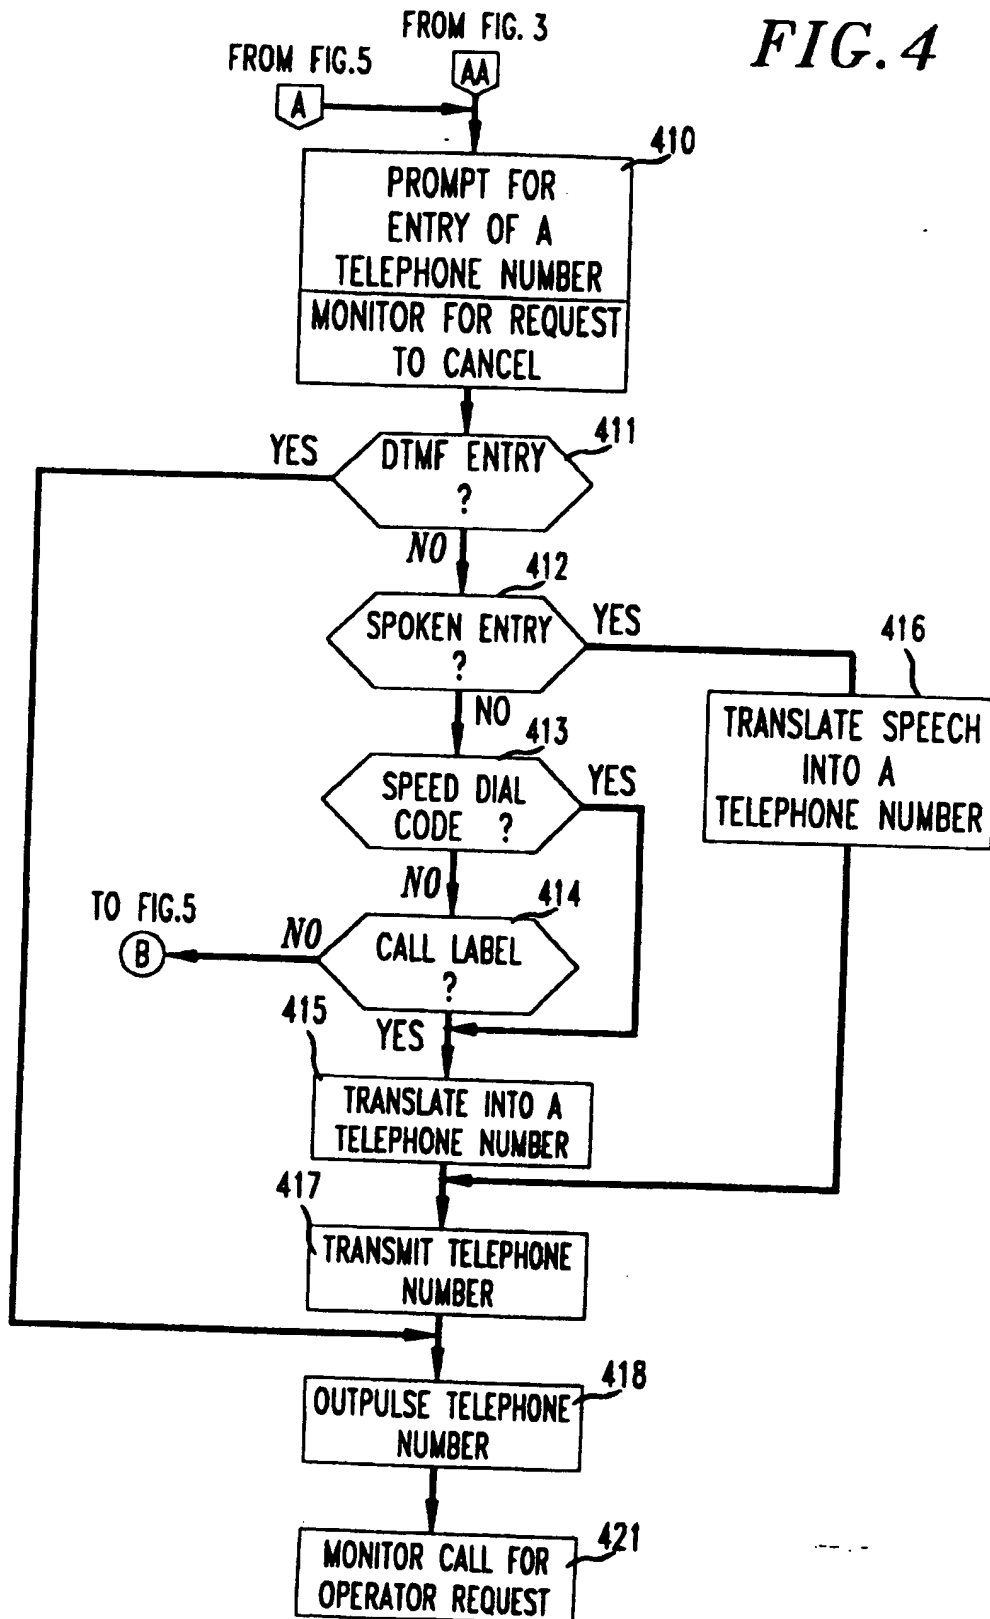 FIG. 4
FROM FIG. 3
AA
FROM FIG.5
A
410
PROMPT FOR
ENTRY OF A
TELEPHONE NUMBER
MONITOR FOR REQUEST
TO CANCEL
411
YES
DTMF ENTRY
?
NO
412
SPOKEN ENTRY
?
YES
416
TRANSLATE SPEECH
INTO A
TELEPHONE NUMBER
NO
413
SPEED DIAL
CODE ?
YES
NO
414
TO FIG.5
B
NO
CALL LABEL
?
415
YES
TRANSLATE INTO A
TELEPHONE NUMBER
417
TRANSMIT TELEPHONE
NUMBER
418
OUTPULSE TELEPHONE
NUMBER
421
MONITOR CALL FOR
OPERATOR REQUEST